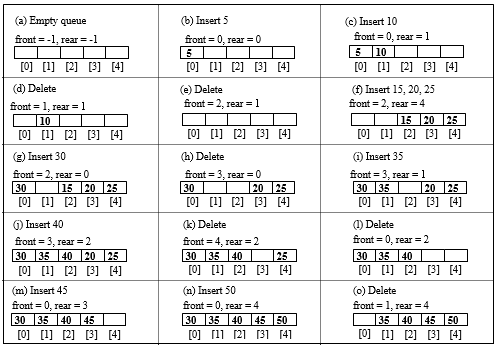 (a) Empty queue
front = -1, rear = -1
[0] [1] [2] [3] [4]
(b) Insert 5
front = 0, rear = 0
5
[0] [1] [2] [3] [4]
(c) Insert 10
front = 0, rear = 1
5 10
[0] [1] [2] [3] [4]
(d) Delete
front = 1, rear = 1
10
[0] [1] [2] [3] [4]
(e) Delete
front = 2, rear = 1
[0] [1] [2] [3] [4]
(f) Insert 15, 20, 25
front = 2, rear = 4
15 20 25
[0] [1] [2] [3] [4]
(g) Insert 30
front = 2, rear = 0
30 15 20 25
[0] [1] [2] [3] [4]
(h) Delete
front = 3, rear = 0
30 20 25
[0] [1] [2] [3] [4]
(i) Insert 35
front = 3, rear = 1
30 35 20 25
[0] [1] [2] [3] [4]
(j) Insert 40
front = 3, rear = 2
30 35 40 20 25
[0] [1] [2] [3] [4]
(k) Delete
front = 4, rear = 2
30 35 40 25
[0] [1] [2] [3] [4]
(l) Delete
front = 0, rear = 2
30 35 40
[0] [1] [2] [3] [4]
(m) Insert 45
front = 0, rear = 3
30 35 40 45
[0] [1] [2] [3] [4]
(n) Insert 50
front = 0, rear = 4
30 35 40 45 50
[0] [1] [2] [3] [4]
(o) Delete
front = 1, rear = 4
35 40 45 50
[0] [1] [2] [3] [4]